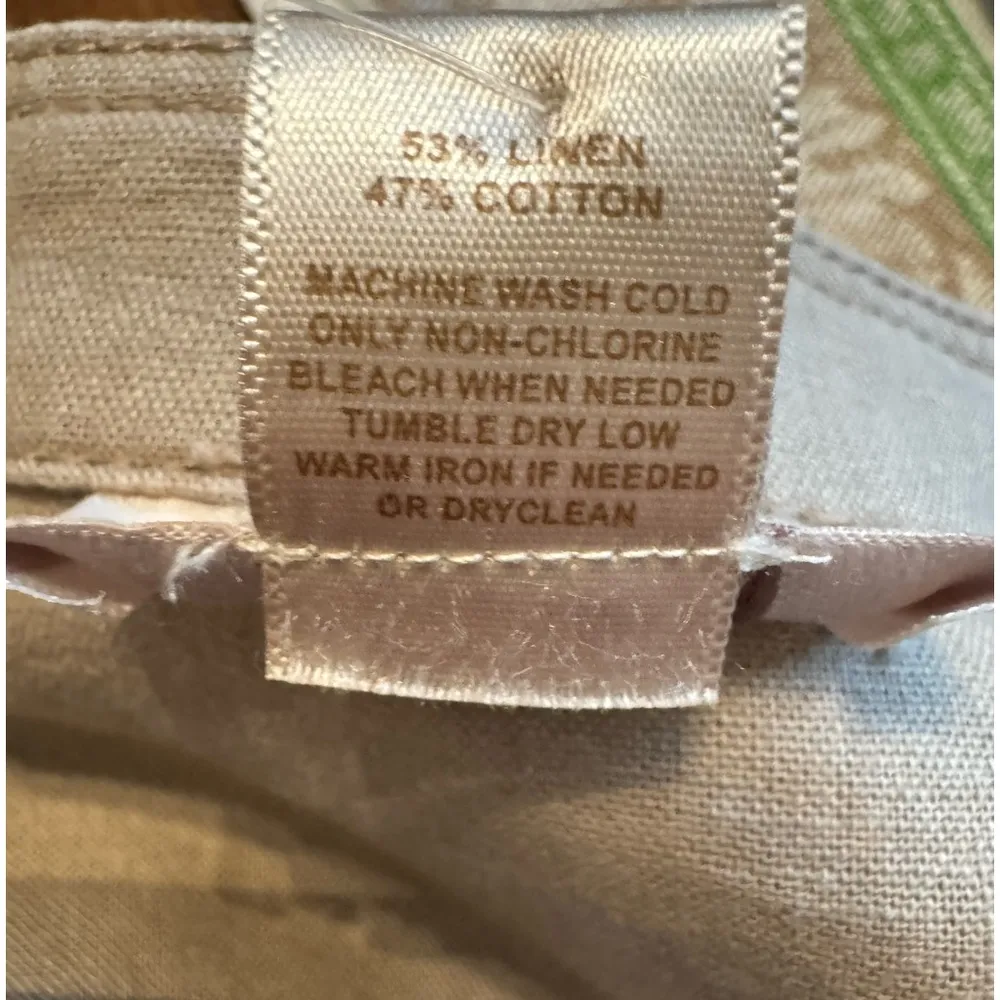 53% LINEN
47% COTTON
MACHINE WASH COLD
ONLY NON-CHLORINE
BLEACH WHEN NEEDED
TUMBLE DRY LOW
WARM IRON IF NEEDED
OR DRYCLEAN